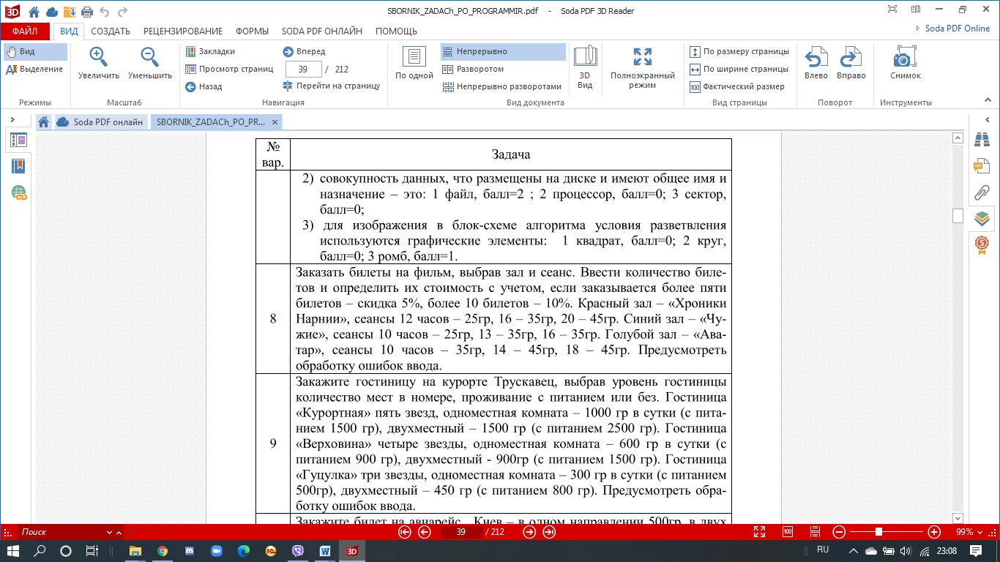 SBORNIK_ZADACh_PO_PROGRAMMIR.pdf - Soda PDF 3D Reader
ФАЙЛ ВИД СОЗДАТЬ РЕЦЕНЗИРОВАНИЕ ФОРМЫ SODA PDF ОНЛАЙН ПОМОЩЬ Soda PDF Online
Вид
Выделение
Режимы
Увеличить Уменьшить
Масштаб
Закладки
Просмотр страниц
Назад
Вперед
39 / 212
Перейти на страницу
Навигация
По одной
Непрерывно
Разворотом
Непрерывно разворотами
3D Вид
Полноэкранный режим
Вид документа
По размеру страницы
По ширине страницы
100 Фактический размер
Вид страницы
Влево Вправо
Поворот
Снимок
Инструменты
Soda PDF онлайн SBORNIK_ZADACh_PO_PR...
№ вар.
Задача
2) совокупность данных, что размещены на диске и имеют общее имя и
назначение – это: 1 файл, балл=2 ; 2 процессор, балл=0; 3 сектор,
балл=0;
3) для изображения в блок-схеме алгоритма условия разветвления
используются графические элементы: 1 квадрат, балл=0; 2 круг,
балл=0; 3 ромб, балл=1.
8
Заказать билеты на фильм, выбрав зал и сеанс. Ввести количество биле-
тов и определить их стоимость с учетом, если заказывается более пяти
билетов – скидка 5%, более 10 билетов – 10%. Красный зал – «Хроники
Нарнии», сеансы 12 часов – 25гр, 16 – 35гр, 20 – 45гр. Синий зал – «Чу-
жие», сеансы 10 часов – 25гр, 13 – 35гр, 16 – 35гр. Голубой зал – «Ава-
тар», сеансы 10 часов – 35гр, 14 – 45гр, 18 – 45гр. Предусмотреть
обработку ошибок ввода.
9
Закажите гостиницу на курорте Трускавец, выбрав уровень гостиницы
количество мест в номере, проживание с питанием или без. Гостиница
«Курортная» пять звезд, одноместная комната – 1000 гр в сутки (с пита-
нием 1500 гр), двухместный – 1500 гр (с питанием 2500 гр). Гостиница
«Верховина» четыре звезды, одноместная комната – 600 гр в сутки (с
питанием 900 гр), двухместный - 900гр (с питанием 1500 гр). Гостиница
«Гуцулка» три звезды, одноместная комната – 300 гр в сутки (с питанием
500гр), двухместный – 450 гр (с питанием 800 гр). Предусмотреть обра-
ботку ошибок ввода.
Закажите билет на авиарейс. Киев – в одном направлении 500гр, в двух
Поиск 39 / 212 100 99%
RU 23:08